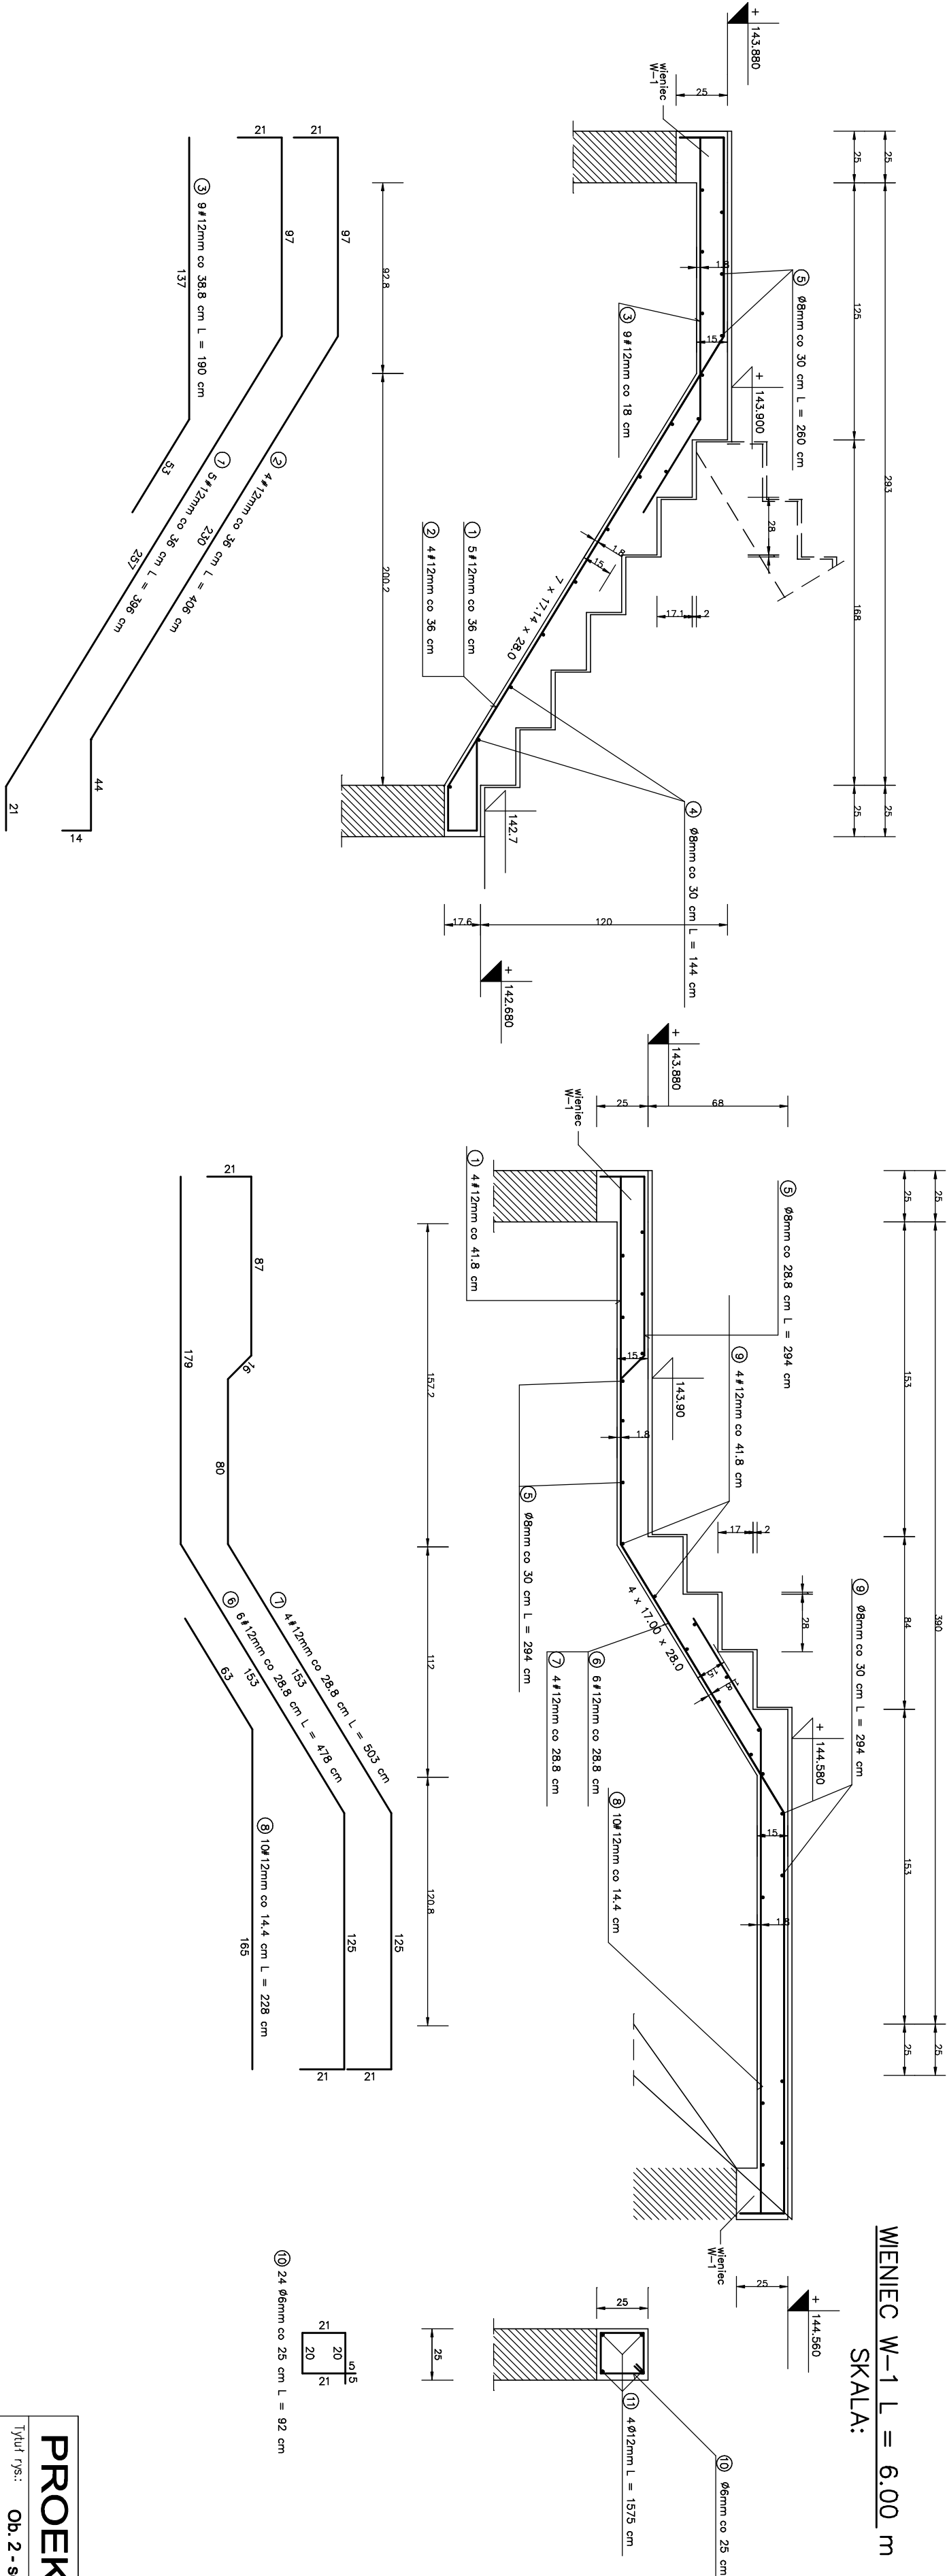 WIENIEC W-1 L = 6.00 m
SKALA:
25
293
25
25
125
168
25
+
143.880
25
wieniec
W-1
⑤ Ø8mm co 30 cm L = 260 cm
1.8
15
③ 9#12mm co 18 cm
+
143.900
28
17.1
2
1.8
15
7 x 17.14 x 28.0
① 5#12mm co 36 cm
② 4#12mm co 36 cm
④ Ø8mm co 30 cm L = 144 cm
142.7
120
17.6
+
142.680
92.8
200.2
21
97
② 4#12mm co 36 cm L = 406 cm
230
44
14
21
97
① 5#12mm co 36 cm L = 396 cm
257
21
③ 9#12mm co 38.8 cm L = 190 cm
137
53
25
390
25
25
153
84
153
25
68
25
+
143.880
wieniec
W-1
⑤ Ø8mm co 28.8 cm L = 294 cm
① 4#12mm co 41.8 cm
15
143.90
⑨ 4#12mm co 41.8 cm
1.8
⑤ Ø8mm co 30 cm L = 294 cm
17
2
28
4 x 17.00 x 28.0
15
1.8
⑥ 6#12mm co 28.8 cm
⑦ 4#12mm co 28.8 cm
⑨ Ø8mm co 30 cm L = 294 cm
+
144.580
15
1.8
⑧ 10#12mm co 14.4 cm
wieniec
W-1
25
+
144.560
157.2
112
120.8
21
87
16
80
⑦ 4#12mm co 28.8 cm L = 503 cm
153
125
21
179
⑥ 6#12mm co 28.8 cm L = 478 cm
153
125
21
63
⑧ 10#12mm co 14.4 cm L = 228 cm
165
25
⑩ Ø6mm co 25 cm
⑪ 4Ø12mm L = 1575 cm
25
21
20
20
21
5
5
⑩ 24 Ø6mm co 25 cm L = 92 cm
PROEK
Tytuł rys.:
Ob. 2 - s